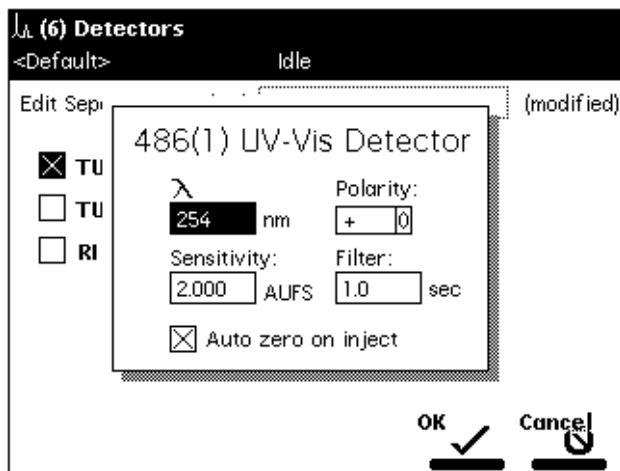 (6) Detectors
<Default> Idle
Edit (modified)
486(1) UV-Vis Detector
λ Polarity:
254 nm + 0
Sensitivity: Filter:
2.000 AUFS 1.0 sec
Auto zero on inject
TU
TU
RI
OK Cancel